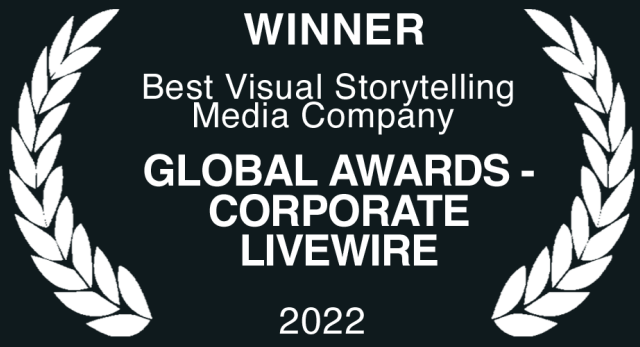 WINNER
Best Visual Storytelling
Media Company
GLOBAL AWARDS -
CORPORATE
LIVEWIRE
2022